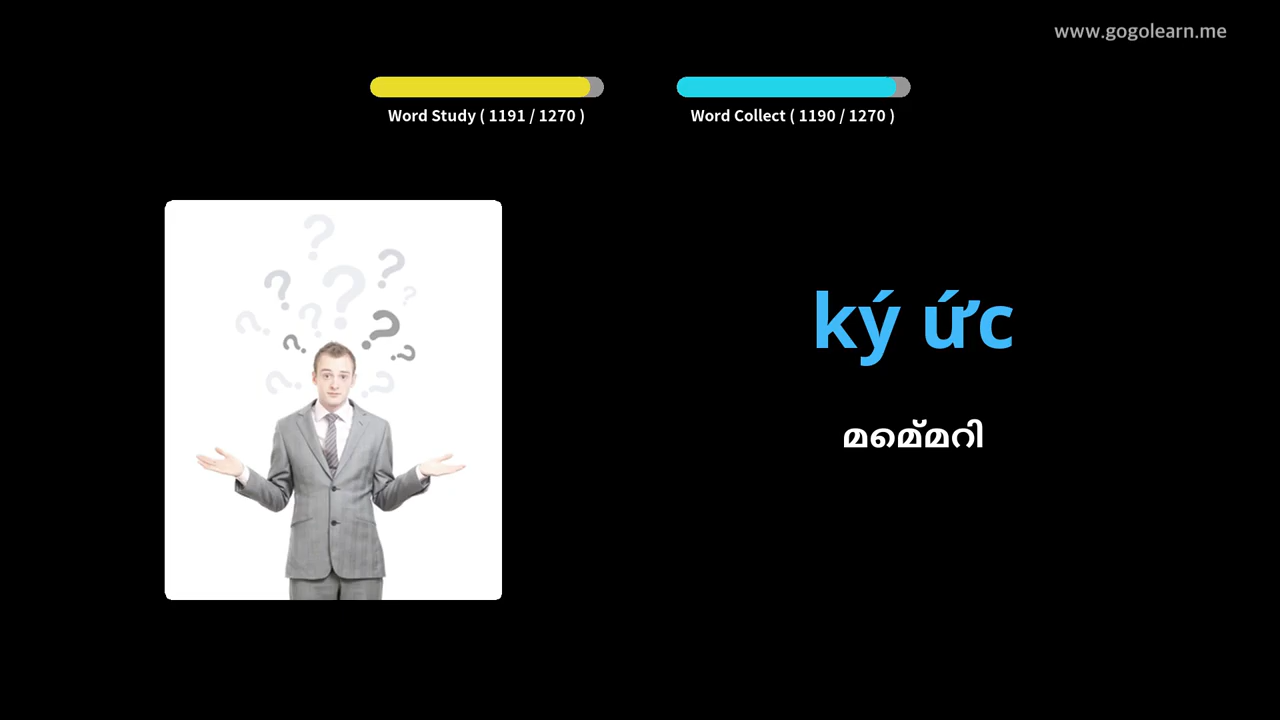 www.gogolearn.me
Word Study ( 1191 / 1270 )
Word Collect ( 1190 / 1270 )
ký ức
മെമ്മറി